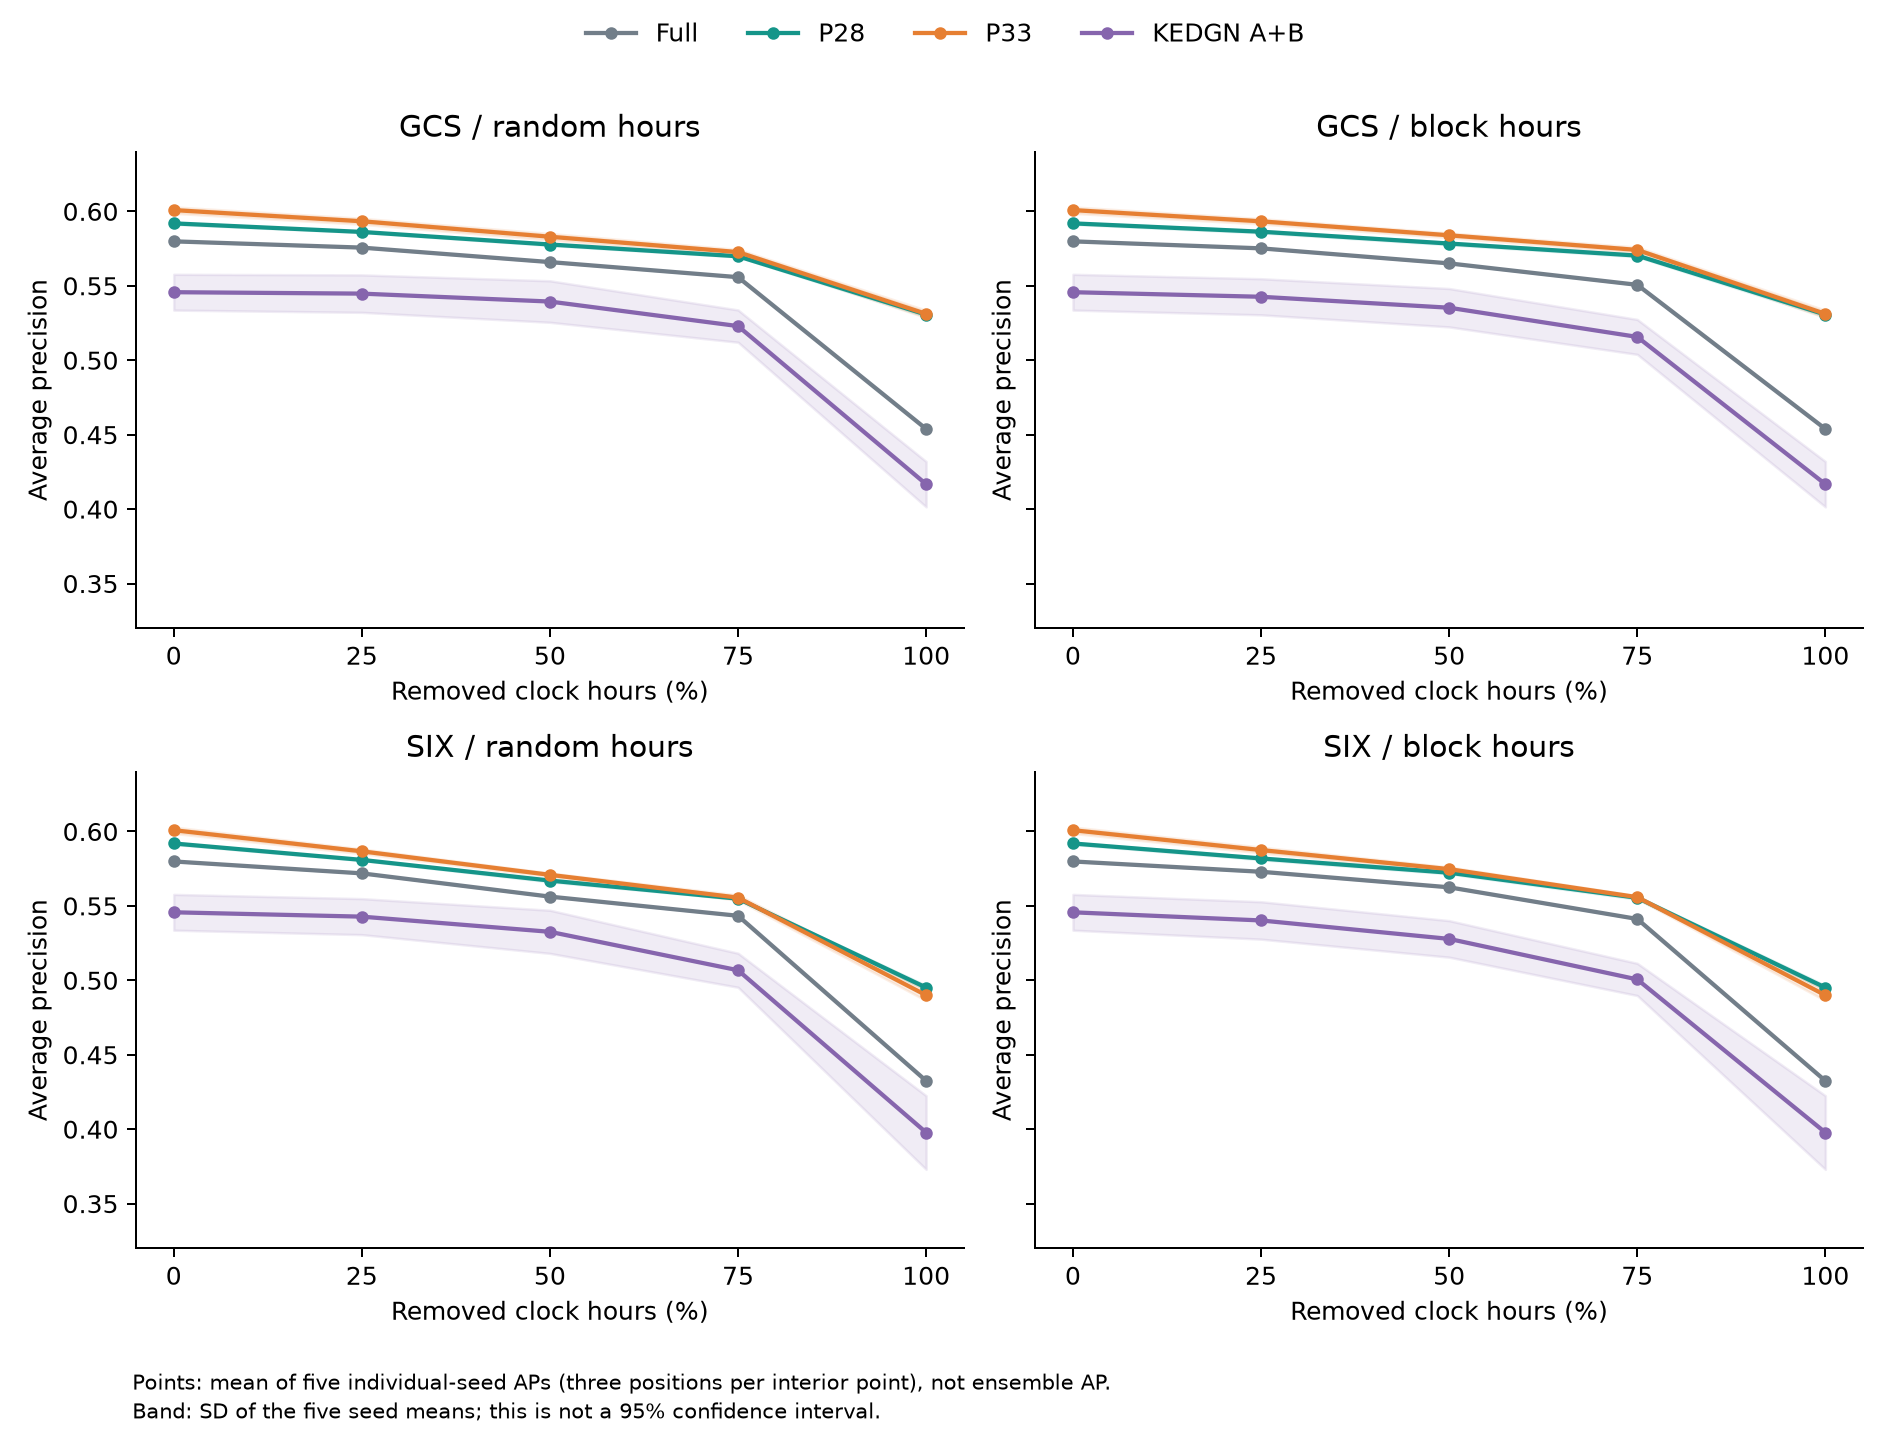 Full P28 P33 KEDGN A+B
GCS / random hours
Average precision
0.60
0.55
0.50
0.45
0.40
0.35
0 25 50 75 100
Removed clock hours (%)
GCS / block hours
Average precision
0 25 50 75 100
Removed clock hours (%)
SIX / random hours
Average precision
0.60
0.55
0.50
0.45
0.40
0.35
0 25 50 75 100
Removed clock hours (%)
SIX / block hours
Average precision
0 25 50 75 100
Removed clock hours (%)
Points: mean of five individual-seed APs (three positions per interior point), not ensemble AP.
Band: SD of the five seed means; this is not a 95% confidence interval.